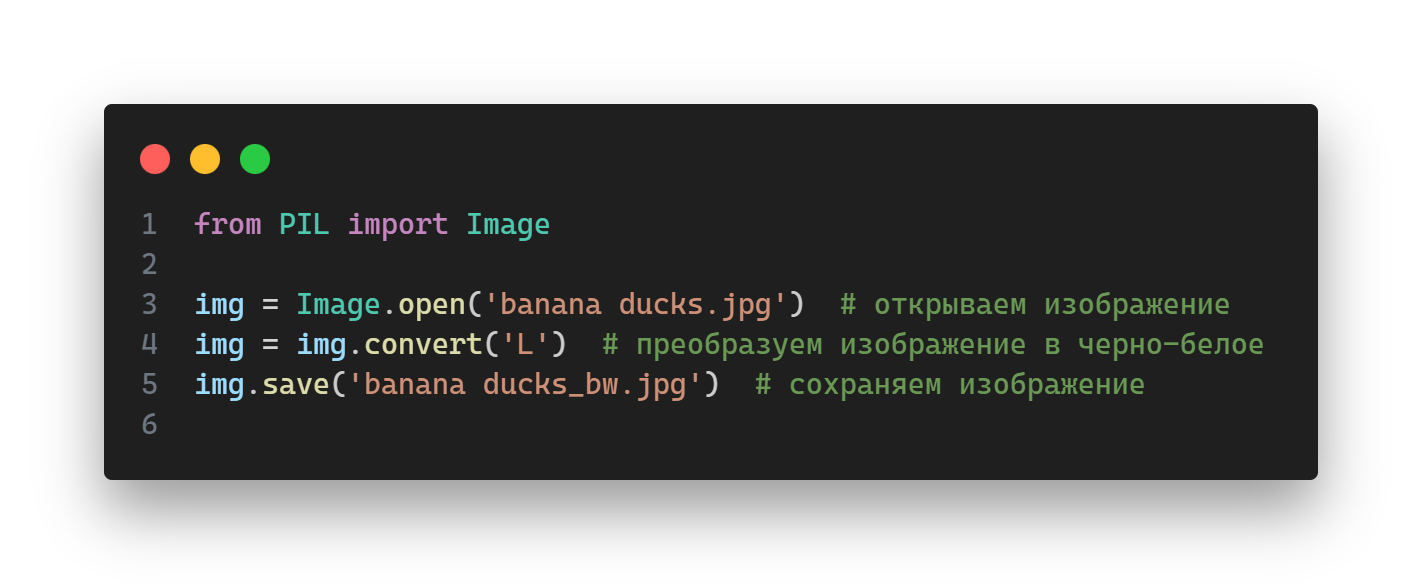 1 from PIL import Image
2
3 img = Image.open('banana ducks.jpg')  # открываем изображение
4 img = img.convert('L')  # преобразуем изображение в черно-белое
5 img.save('banana ducks_bw.jpg')  # сохраняем изображение
6